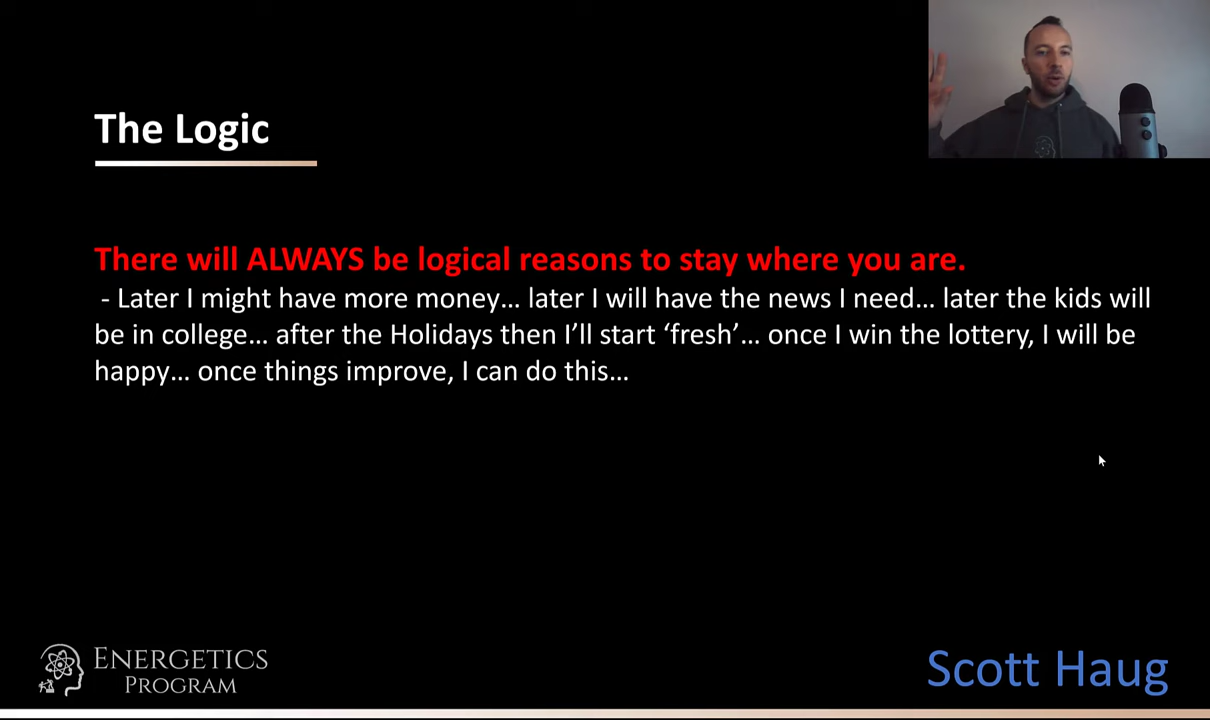 The Logic
There will ALWAYS be logical reasons to stay where you are.
- Later I might have more money... later I will have the news I need... later the kids will
be in college... after the Holidays then I’ll start ‘fresh’... once I win the lottery, I will be
happy... once things improve, I can do this...
ENERGETICS
PROGRAM
Scott Haug